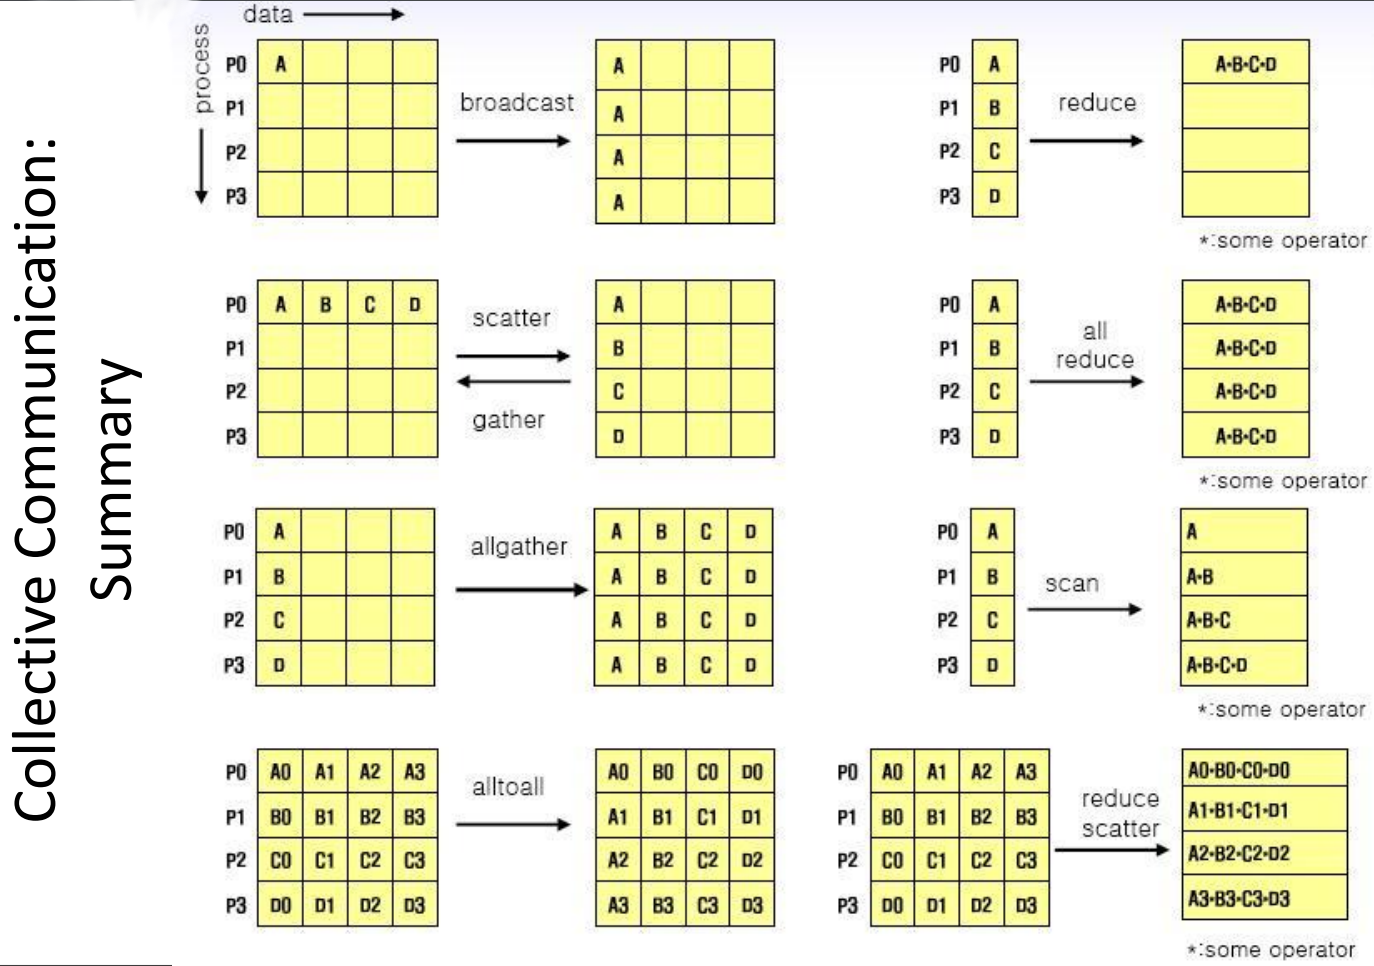 Collective Communication:
Summary
data
process
P0 A
P1
P2
P3
broadcast
A
A
A
A
P0 A
P1 B
P2 C
P3 D
reduce
A*B*C*D
*:some operator
P0 A B C D
P1
P2
P3
scatter
gather
A
B
C
D
P0 A
P1 B
P2 C
P3 D
all
reduce
A*B*C*D
A*B*C*D
A*B*C*D
A*B*C*D
*:some operator
P0 A
P1 B
P2 C
P3 D
allgather
A B C D
A B C D
A B C D
A B C D
P0 A
P1 B
P2 C
P3 D
scan
A
A*B
A*B*C
A*B*C*D
*:some operator
P0 A0 A1 A2 A3
P1 B0 B1 B2 B3
P2 C0 C1 C2 C3
P3 D0 D1 D2 D3
alltoall
A0 B0 C0 D0
A1 B1 C1 D1
A2 B2 C2 D2
A3 B3 C3 D3
P0 A0 A1 A2 A3
P1 B0 B1 B2 B3
P2 C0 C1 C2 C3
P3 D0 D1 D2 D3
reduce
scatter
A0*B0*C0*D0
A1*B1*C1*D1
A2*B2*C2*D2
A3*B3*C3*D3
*:some operator